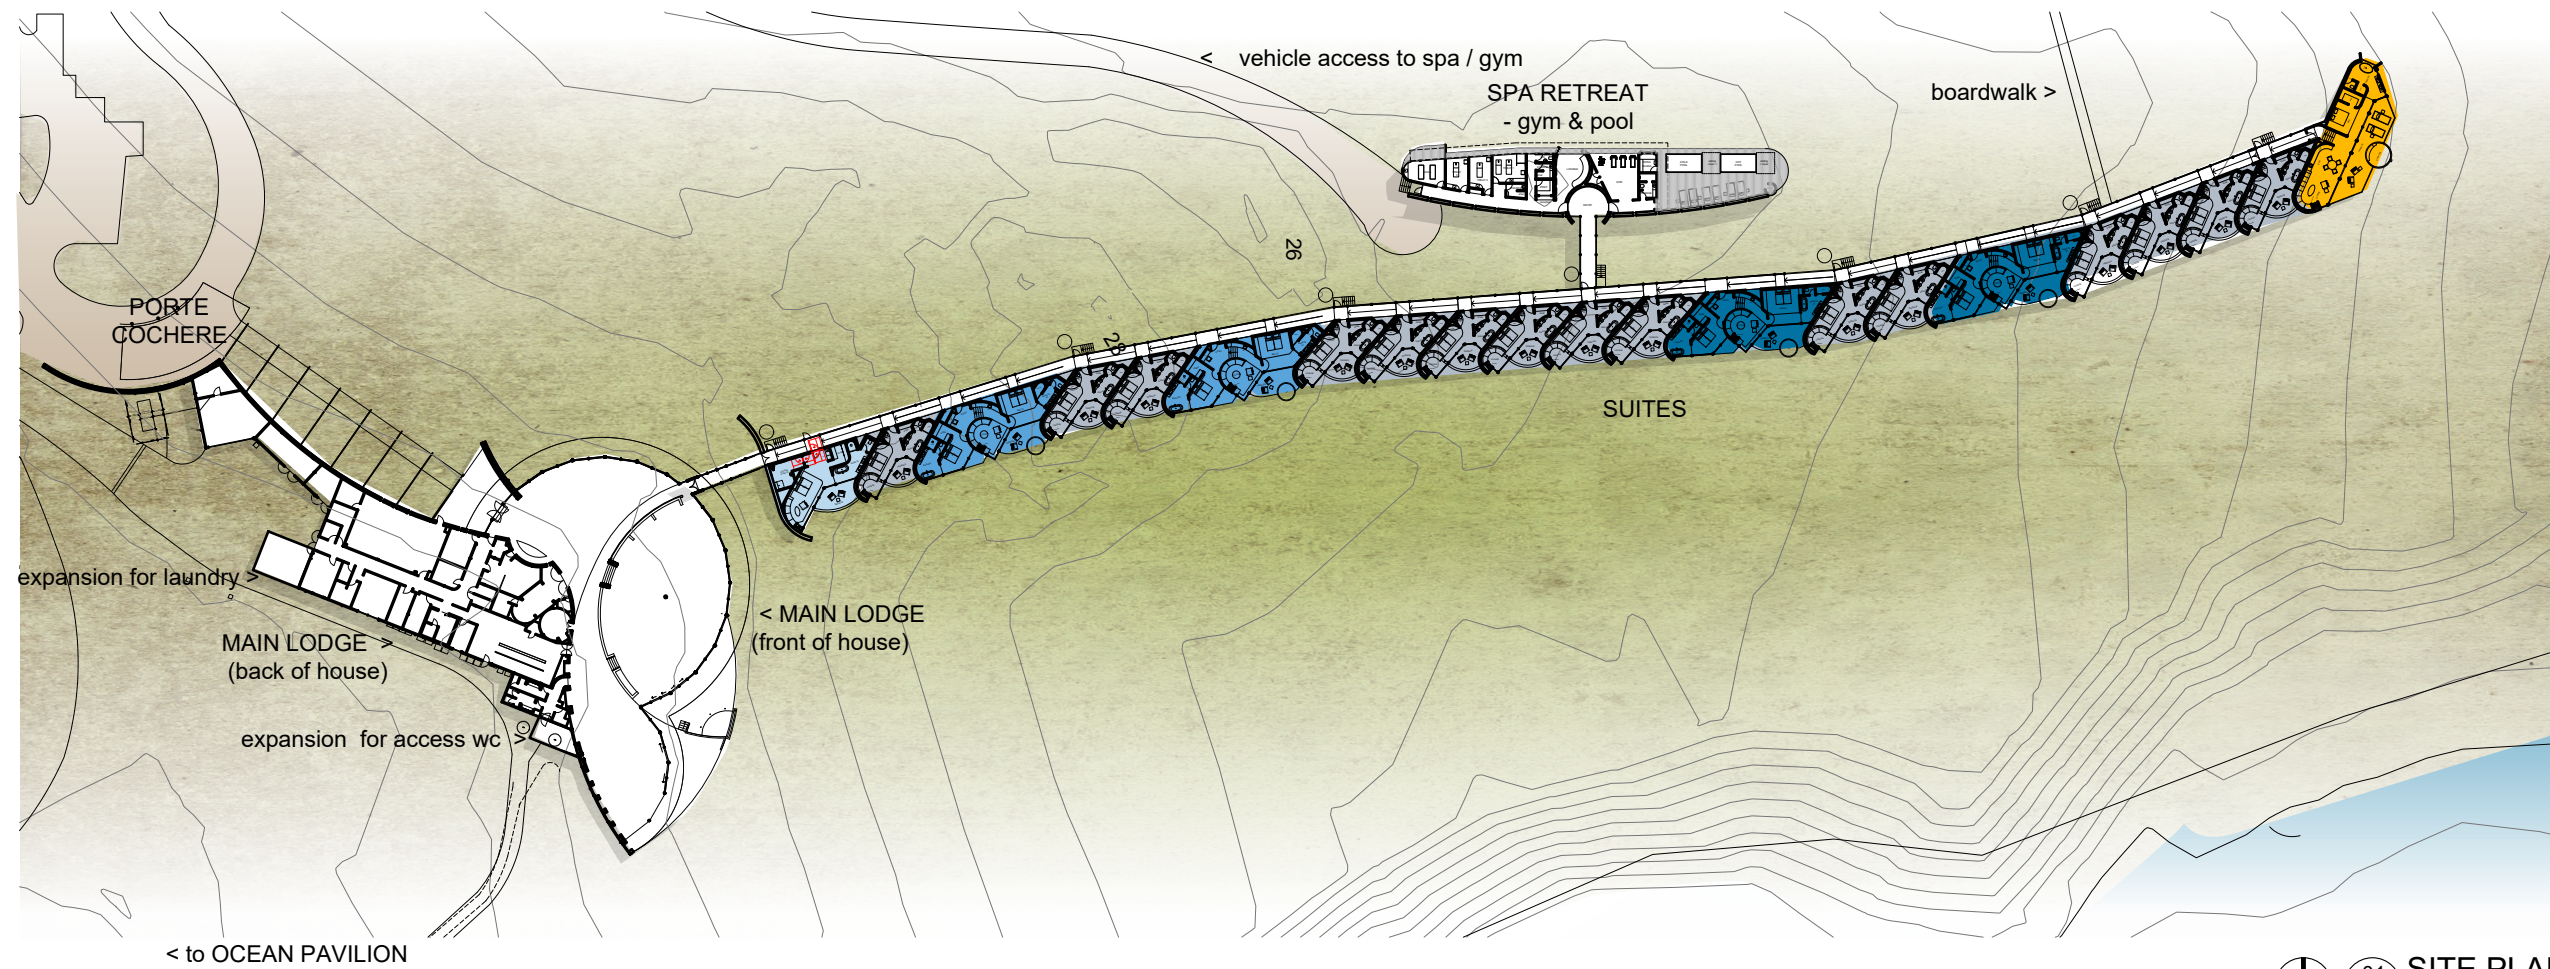 < vehicle access to spa / gym
SPA RETREAT
- gym & pool
boardwalk >
26
PORTE
COCHERE
28
SUITES
expansion for laundry >
< MAIN LODGE
(front of house)
MAIN LODGE >
(back of house)
expansion for access wc >
< to OCEAN PAVILION